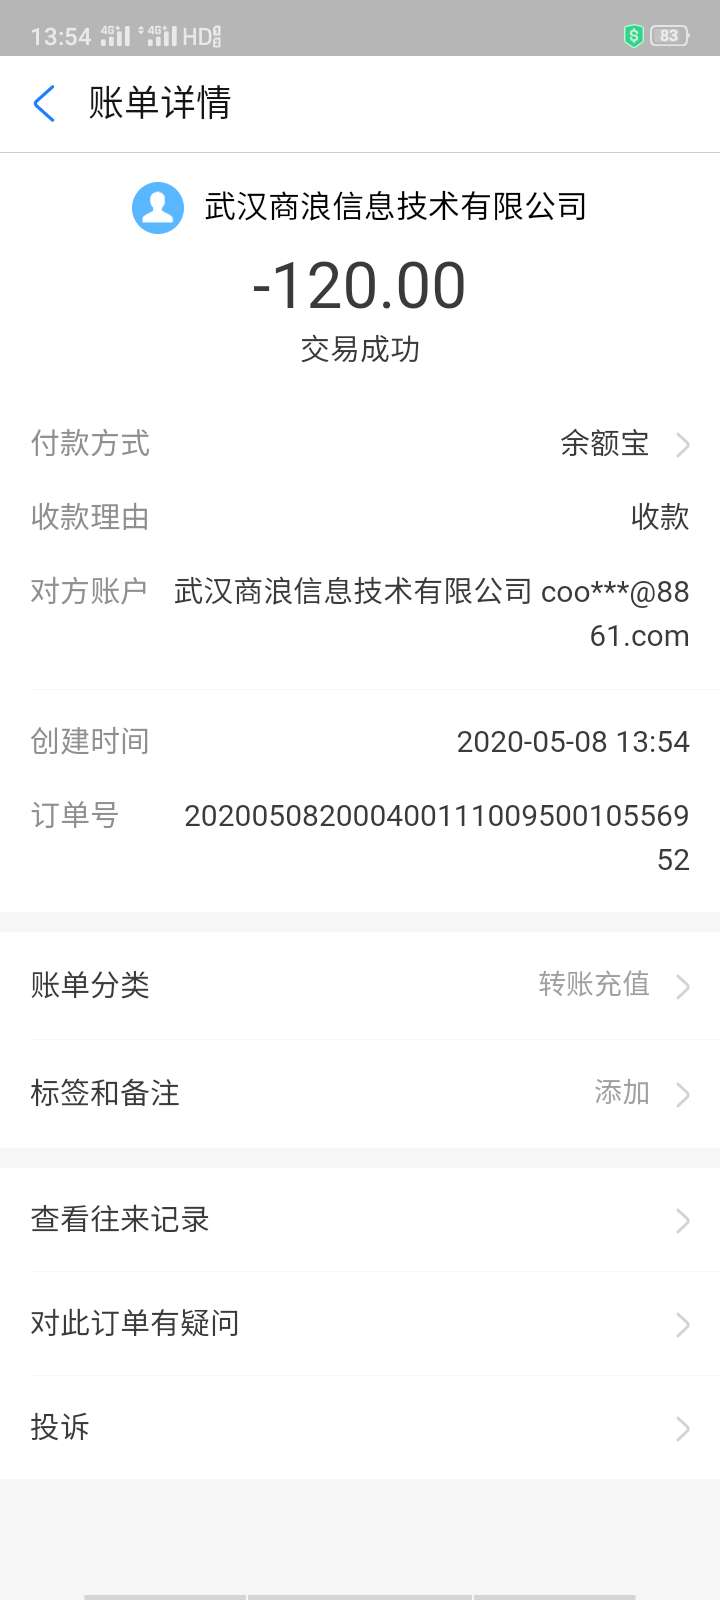 13:54 4G+ 4G+ HD 83
账单详情
武汉商浪信息技术有限公司
-120.00
交易成功
付款方式 余额宝
收款理由 收款
对方账户 武汉商浪信息技术有限公司 coo***@88
61.com
创建时间 2020-05-08 13:54
订单号 202005082000400111009500105569
52
账单分类 转账充值
标签和备注 添加
查看往来记录
对此订单有疑问
投诉